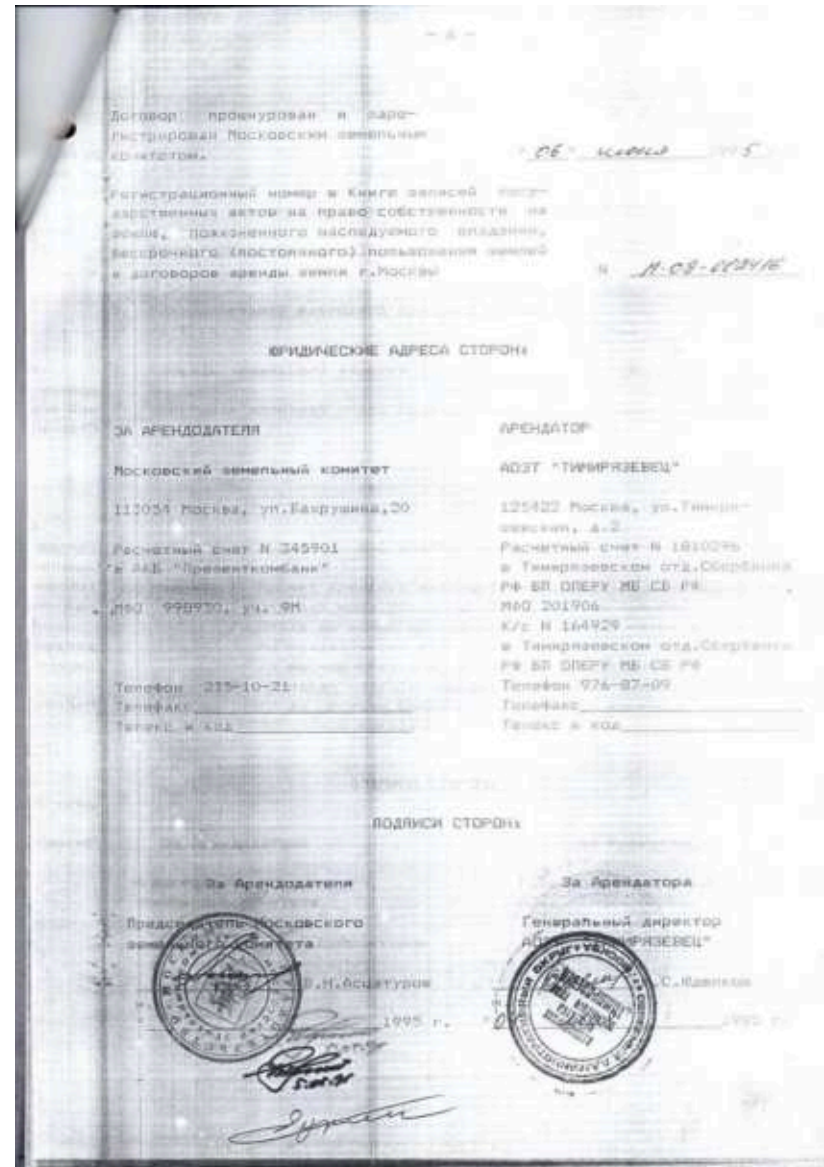 Договор прошнурован и заре-
гистрирован Московским земельным
комитетом.
"06" июня 1995
Регистрационный номер в Книге записей госу-
дарственных актов на право собственности на
землю, пожизненного наследуемого владения,
бессрочного (постоянного) пользования землей
и договоров аренды земли г.Москвы
N М-09-
ЮРИДИЧЕСКИЕ АДРЕСА СТОРОН:
ЗА АРЕНДОДАТЕЛЯ
Московский земельный комитет
113054 Москва, ул.Бахрушина,20
Расчетный счет N 345901
в АКБ "Проминткомбанк"
МФО 998930, уч. 9М
Телефон 235-10-21
Телефакс
Телекс и код
АРЕНДАТОР
АОЗТ "ТИМИРЯЗЕВЕЦ"
125422 Москва, ул.Тимиря-
зевская, д.2
Расчетный счет N 1810296
в Тимирязевском отд.Сбербанка
РФ БП ОПЕРУ МБ СБ РФ
МФО 201906
К/с N 164929
в Тимирязевском отд.Сбербанка
РФ БП ОПЕРУ МБ СБ РФ
Телефон 976-87-09
Телефакс
Телекс и код
ПОДПИСИ СТОРОН:
За Арендодателя
Председатель Московского
земельного комитета
В.Н.Асцатуров
1995 г.
За Арендатора
Генеральный директор
АОЗТ "ТИМИРЯЗЕВЕЦ"
1995 г.